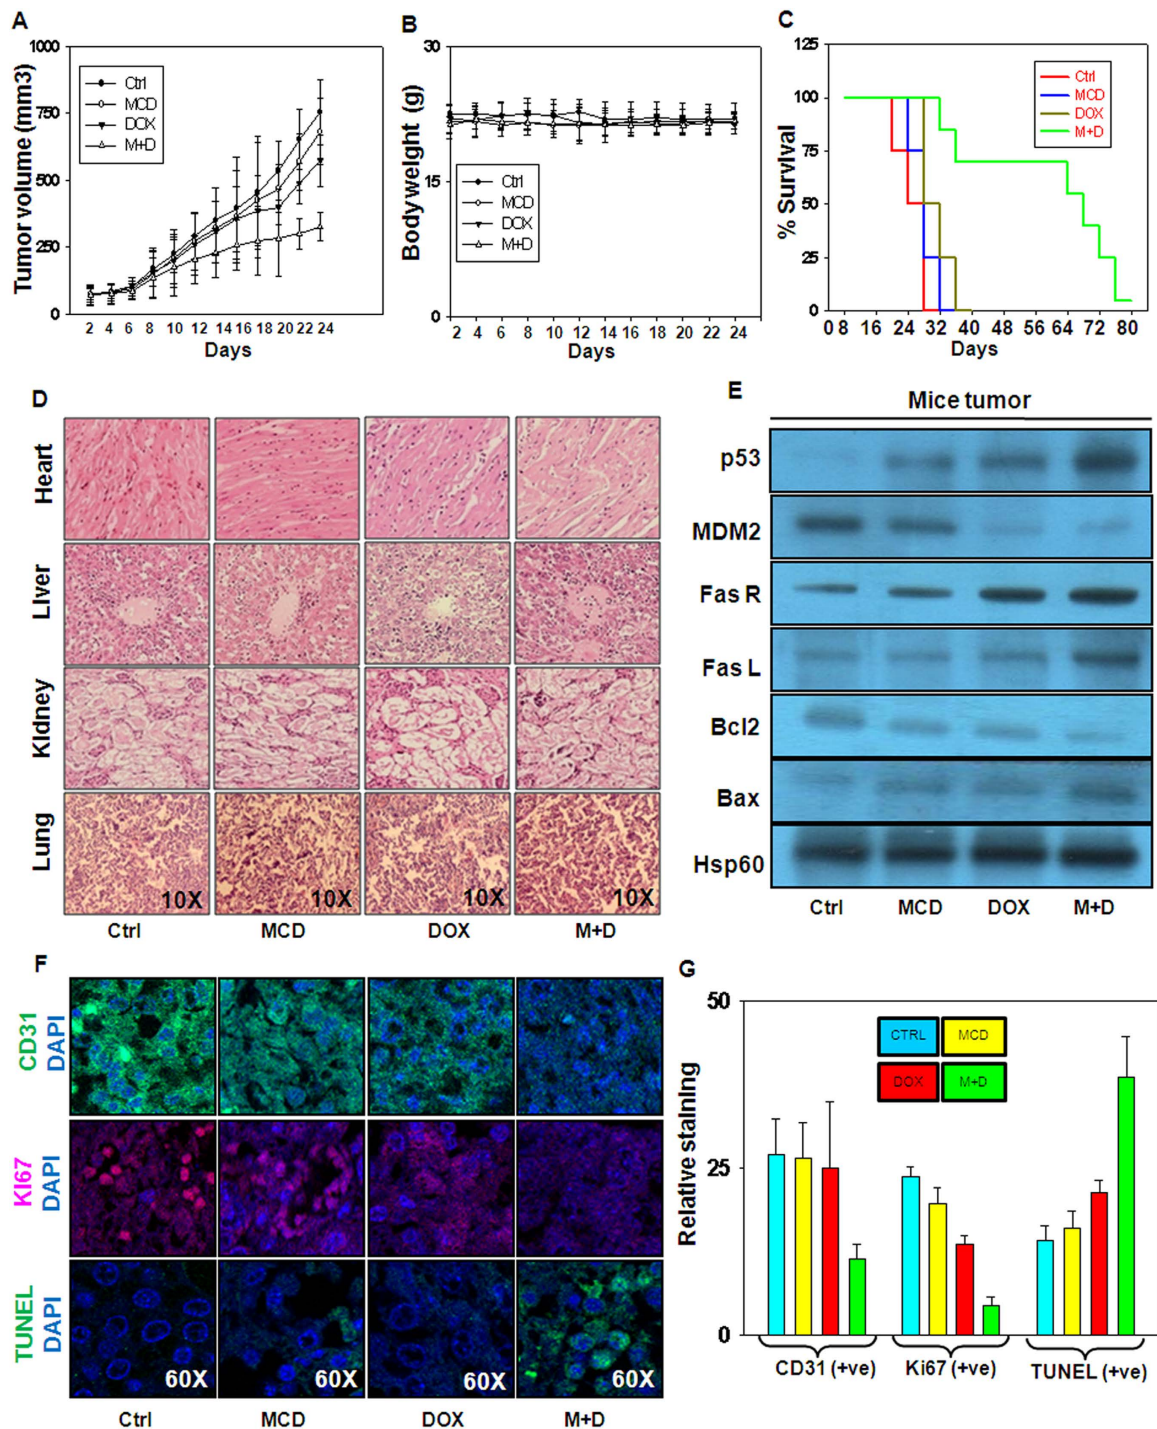 A
Tumor volume (mm3)
1000
750
500
250
0
Ctrl
MCD
DOX
M+D
2 4 6 8 10 12 14 16 18 20 22 24
Days
B
Bodyweight (g)
30
15
0
Ctrl
MCD
DOX
M+D
2 4 6 8 10 12 14 16 18 20 22 24
Days
C
% Survival
125
100
75
50
25
0
Ctrl
MCD
DOX
M+D
0 8 16 24 32 40 48 56 64 72 80
Days
D
Heart
Liver
Kidney
Lung
10X 10X 10X 10X
Ctrl MCD DOX M+D
E
Mice tumor
p53
MDM2
Fas R
Fas L
Bcl2
Bax
Hsp60
Ctrl MCD DOX M+D
F
CD31
DAPI
KI67
DAPI
TUNEL
DAPI
60X 60X 60X 60X
Ctrl MCD DOX M+D
G
Relative staining
50
25
0
CTRL MCD
DOX M+D
CD31 (+ve) Ki67 (+ve) TUNEL (+ve)